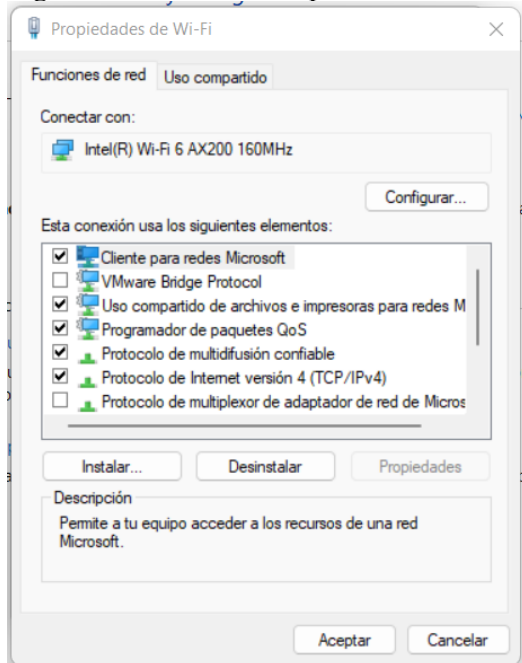 Propiedades de Wi-Fi
Funciones de red Uso compartido
Conectar con:
Intel(R) Wi-Fi 6 AX200 160MHz
Configurar...
Esta conexión usa los siguientes elementos:
Cliente para redes Microsoft
VMware Bridge Protocol
Uso compartido de archivos e impresoras para redes M
Programador de paquetes QoS
Protocolo de multidifusión confiable
Protocolo de Internet versión 4 (TCP/IPv4)
Protocolo de multiplexor de adaptador de red de Micros
Instalar... Desinstalar Propiedades
Descripción
Permite a tu equipo acceder a los recursos de una red
Microsoft.
Aceptar Cancelar